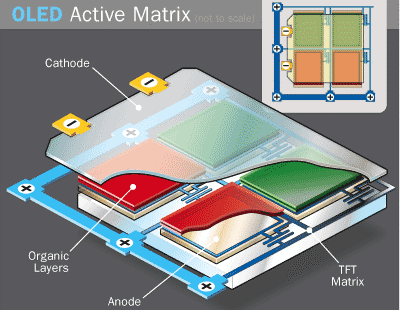 OLED Active Matrix (not to scale)
Cathode
Organic
Layers
Anode
TFT
Matrix